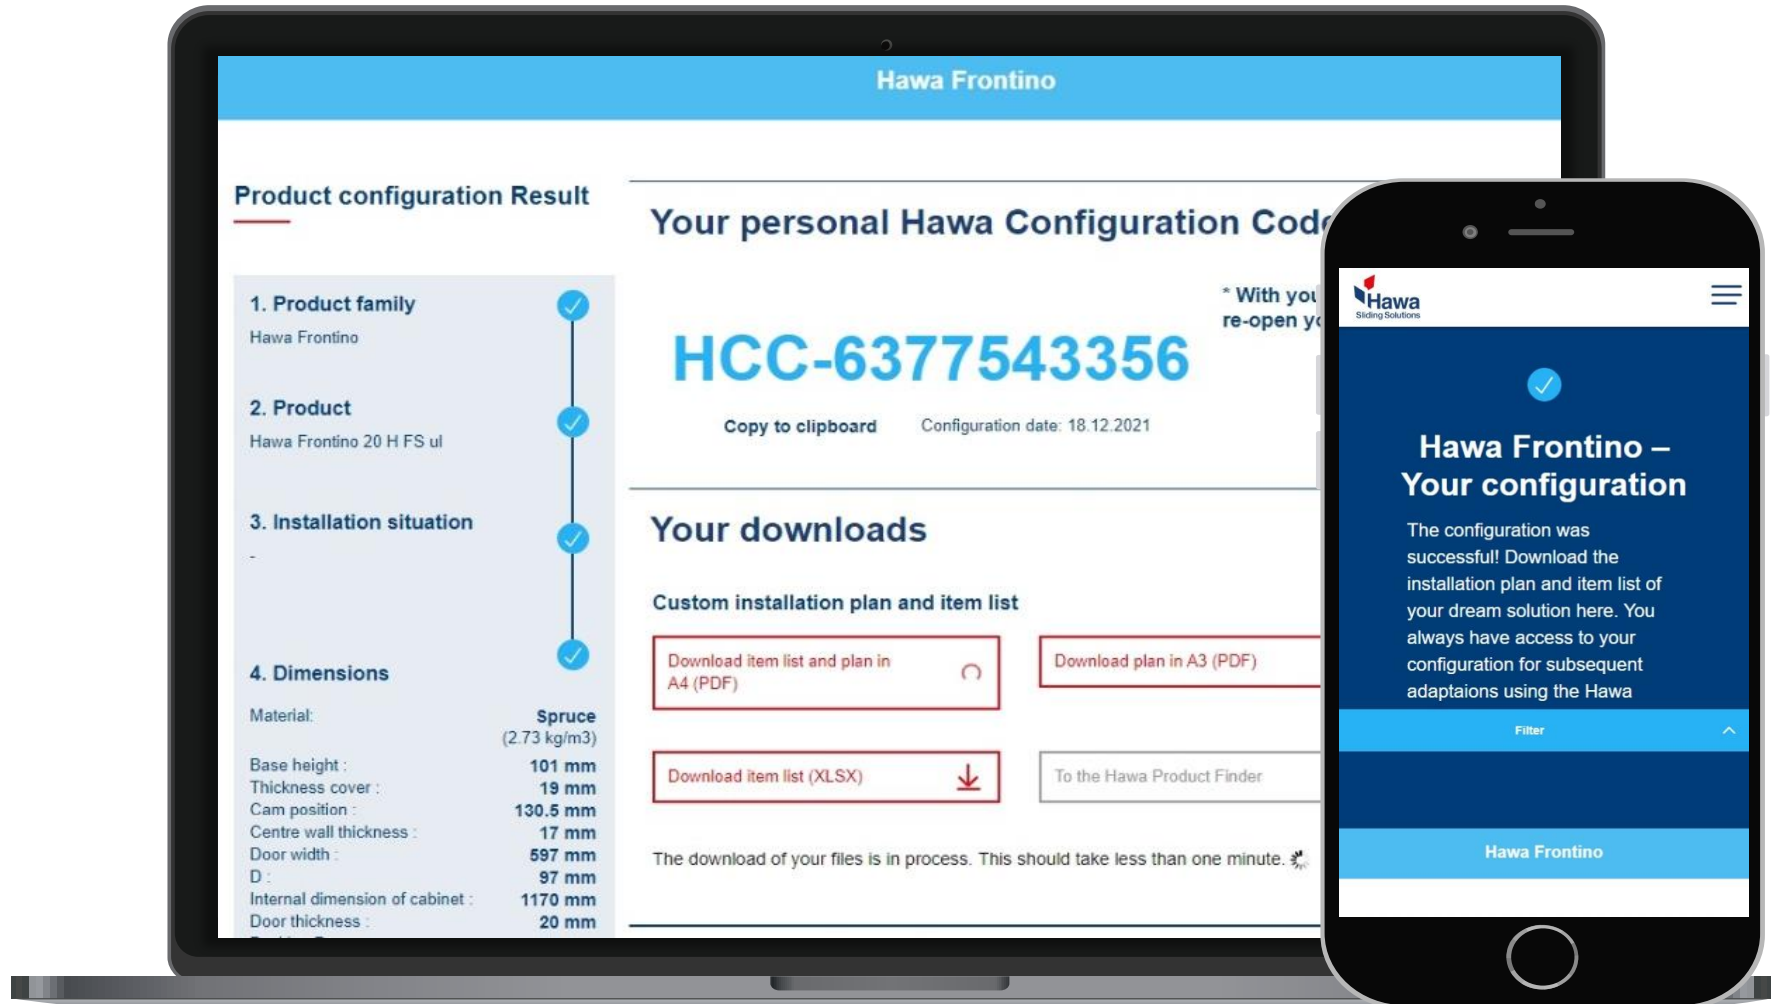 Hawa Frontino
Product configuration Result
1. Product family
Hawa Frontino
2. Product
Hawa Frontino 20 H FS ul
3. Installation situation
-
4. Dimensions
Material: Spruce
(2.73 kg/m3)
Base height : 101 mm
Thickness cover : 19 mm
Cam position : 130.5 mm
Centre wall thickness : 17 mm
Door width : 597 mm
D : 97 mm
Internal dimension of cabinet : 1170 mm
Door thickness : 20 mm
Your personal Hawa Configuration Code
* With you
re-open yo
HCC-6377543356
Copy to clipboard Configuration date: 18.12.2021
Your downloads
Custom installation plan and item list
Download item list and plan in
A4 (PDF)
Download plan in A3 (PDF)
Download item list (XLSX)
To the Hawa Product Finder
The download of your files is in process. This should take less than one minute.
Hawa
Sliding Solutions
Hawa Frontino –
Your configuration
The configuration was
successful! Download the
installation plan and item list of
your dream solution here. You
always have access to your
configuration for subsequent
adaptaions using the Hawa
Filter
Hawa Frontino